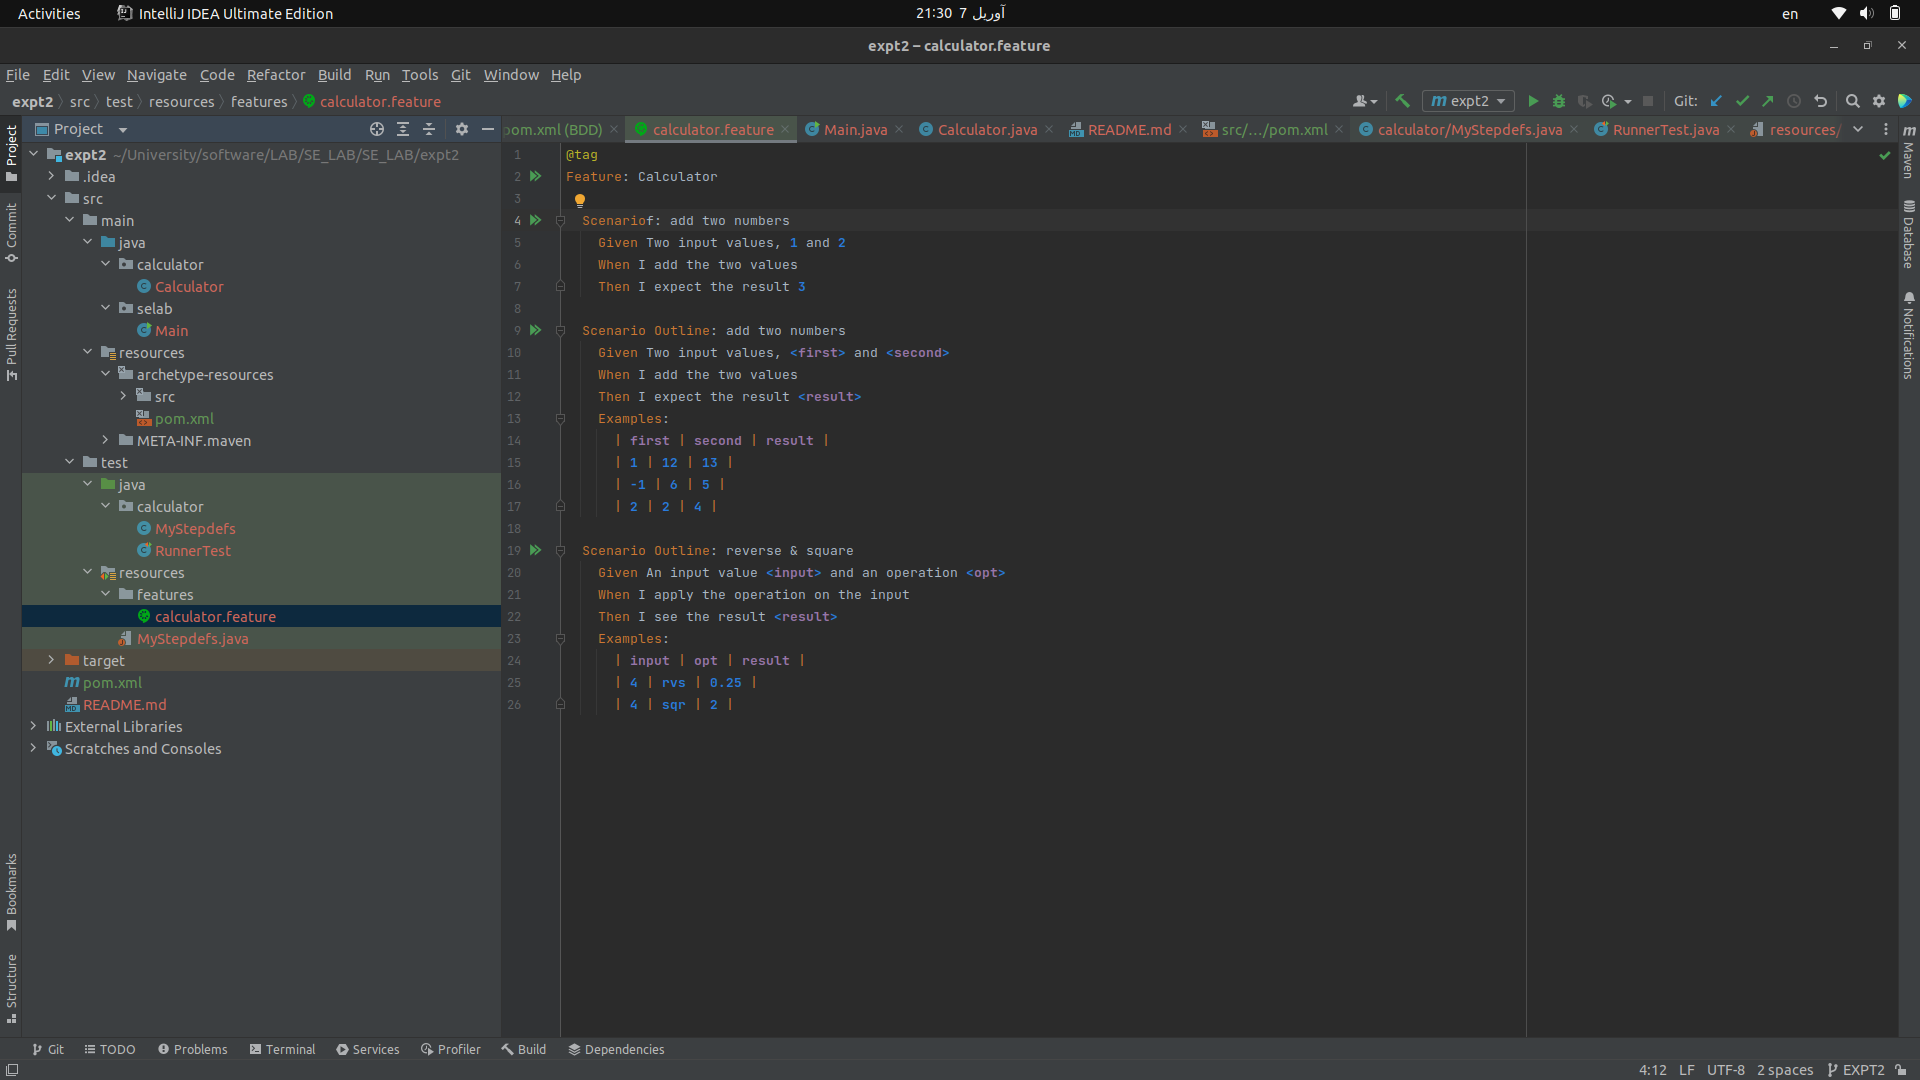 Activities IntelliJ IDEA Ultimate Edition 21:30 7 آوریل en
expt2 – calculator.feature
File Edit View Navigate Code Refactor Build Run Tools Git Window Help
expt2 src test resources features calculator.feature m expt2 Git:
Project pom.xml (BDD) calculator.feature Main.java Calculator.java README.md src/.../pom.xml calculator/MyStepdefs.java RunnerTest.java resources/
expt2 ~/University/software/LAB/SE_LAB/SE_LAB/expt2
.idea
src
main
java
calculator
Calculator
selab
Main
resources
archetype-resources
src
pom.xml
META-INF.maven
test
java
calculator
MyStepdefs
RunnerTest
resources
features
calculator.feature
MyStepdefs.java
target
m pom.xml
README.md
External Libraries
Scratches and Consoles
1 @tag
2 Feature: Calculator
3
4 Scenariof: add two numbers
5 Given Two input values, 1 and 2
6 When I add the two values
7 Then I expect the result 3
8
9 Scenario Outline: add two numbers
10 Given Two input values, <first> and <second>
11 When I add the two values
12 Then I expect the result <result>
13 Examples:
14 | first | second | result |
15 | 1 | 12 | 13 |
16 | -1 | 6 | 5 |
17 | 2 | 2 | 4 |
18
19 Scenario Outline: reverse & square
20 Given An input value <input> and an operation <opt>
21 When I apply the operation on the input
22 Then I see the result <result>
23 Examples:
24 | input | opt | result |
25 | 4 | rvs | 0.25 |
26 | 4 | sqr | 2 |
Project
Commit
Pull Requests
Bookmarks
Structure
m Maven
Database
Notifications
Git TODO Problems Terminal Services Profiler Build Dependencies
4:12 LF UTF-8 2 spaces EXPT2